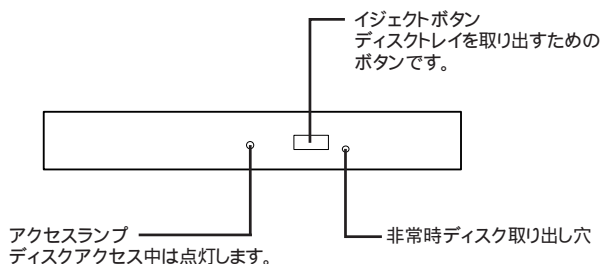 イジェクトボタン
ディスクトレイを取り出すための
ボタンです。
アクセスランプ
ディスクアクセス中は点灯します。
非常時ディスク取り出し穴